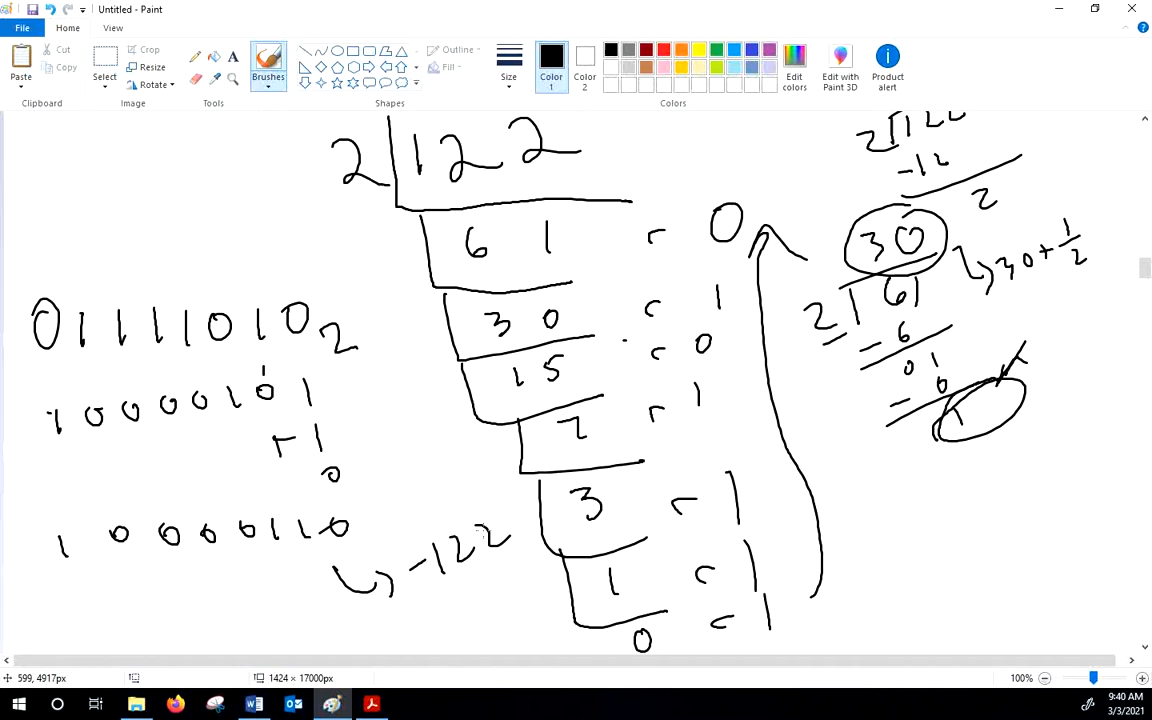 Untitled - Paint
File Home View
Paste
Cut
Copy
Clipboard
Select
Crop
Resize
Rotate
Image
A
Tools
Brushes
Outline
Fill
Shapes
Size
Color 1
Color 2
Edit colors
Colors
Edit with Paint 3D
Product alert
2 122
61 r 0
30 r 1
15 r 0
7 r 1
3 r 1
1 r 1
0 r 1
01111010₂
10000101
+1
0
10000110
-122
2 122
-12
2
30
30+1/2
2 61
-6
01
-0
1
599, 4917px
1424 × 17000px
100%
9:40 AM
3/3/2021